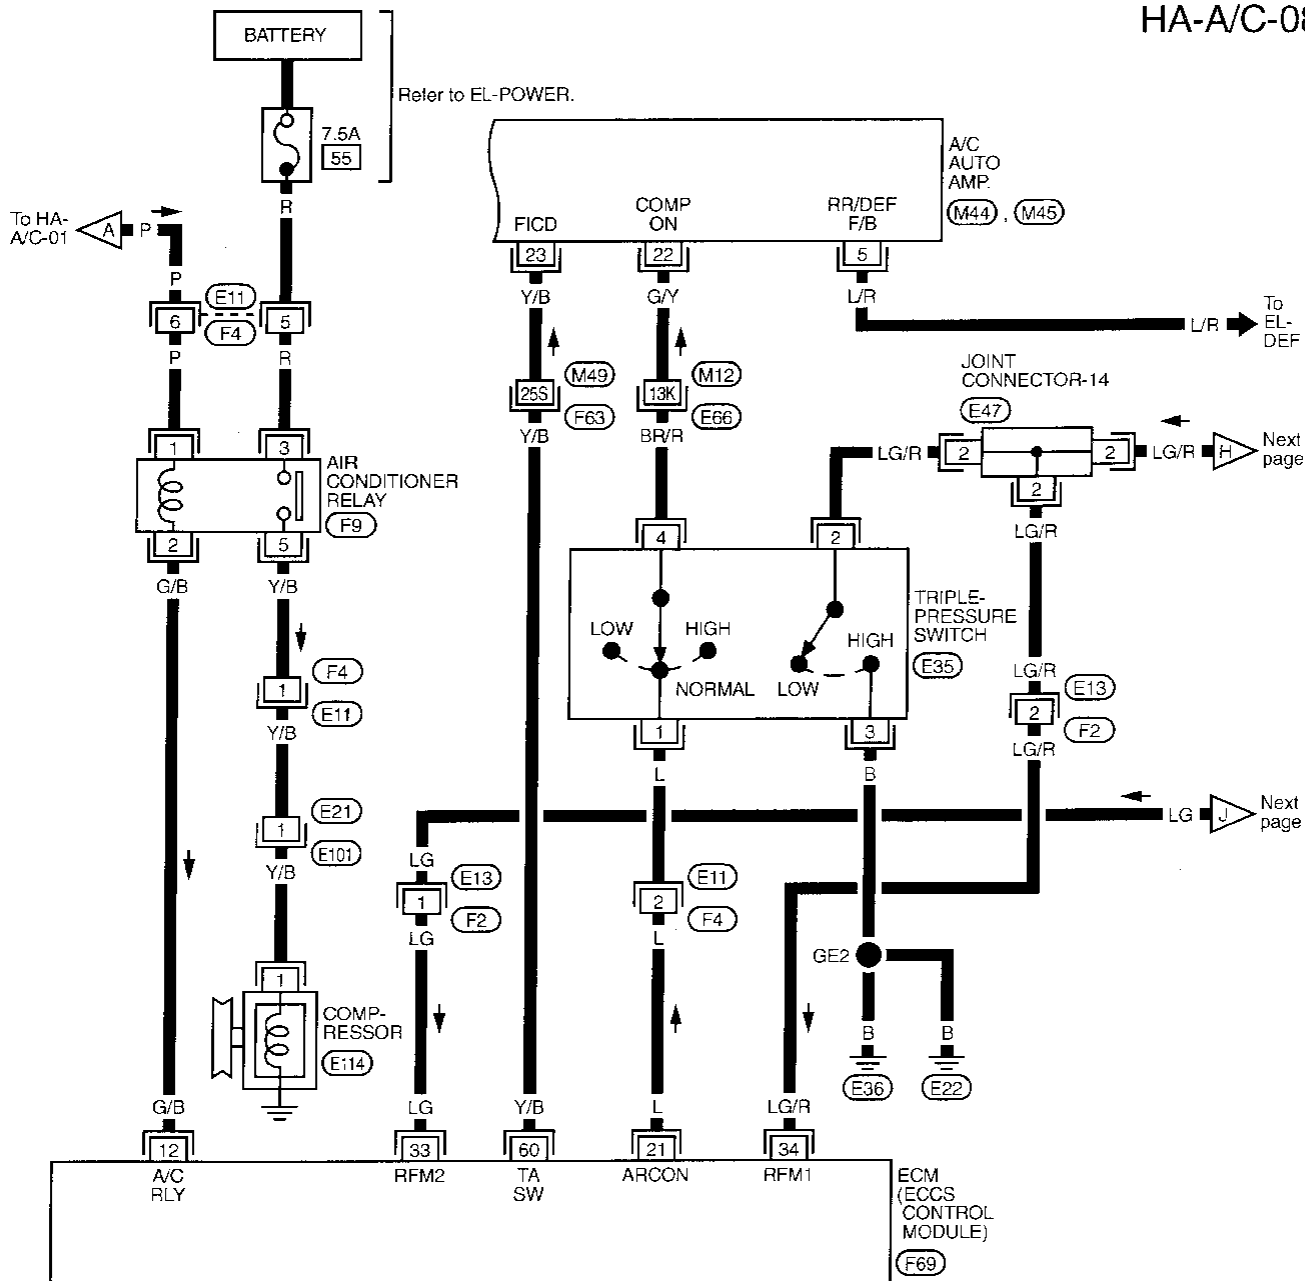 HA-A/C-08
BATTERY
Refer to EL-POWER.
7.5A
55
R
To HA-
A/C-01
A
P
P
E11
F4
6
5
P
R
1
3
AIR
CONDITIONER
RELAY
F9
2
5
G/B
Y/B
F4
1
E11
Y/B
E21
1
E101
Y/B
1
COMP-
RESSOR
E114
G/B
12
A/C
RLY
A/C
AUTO
AMP.
M44 , M45
FICD
COMP
ON
RR/DEF
F/B
23
22
5
Y/B
G/Y
L/R
L/R
To
EL-
DEF
M49
25S
F63
Y/B
M12
13K
E66
BR/R
JOINT
CONNECTOR-14
E47
LG/R
2
2
LG/R
H
Next
page
2
LG/R
4
2
LOW
HIGH
NORMAL
LOW
HIGH
TRIPLE-
PRESSURE
SWITCH
E35
1
3
L
B
LG/R
E13
2
F2
LG/R
LG
J
Next
page
LG
E13
1
F2
LG
E11
2
F4
L
GE2
B
B
E36
E22
LG
Y/B
L
LG/R
33
60
21
34
RFM2
TA
SW
ARCON
RFM1
ECM
(ECCS
CONTROL
MODULE)
F69